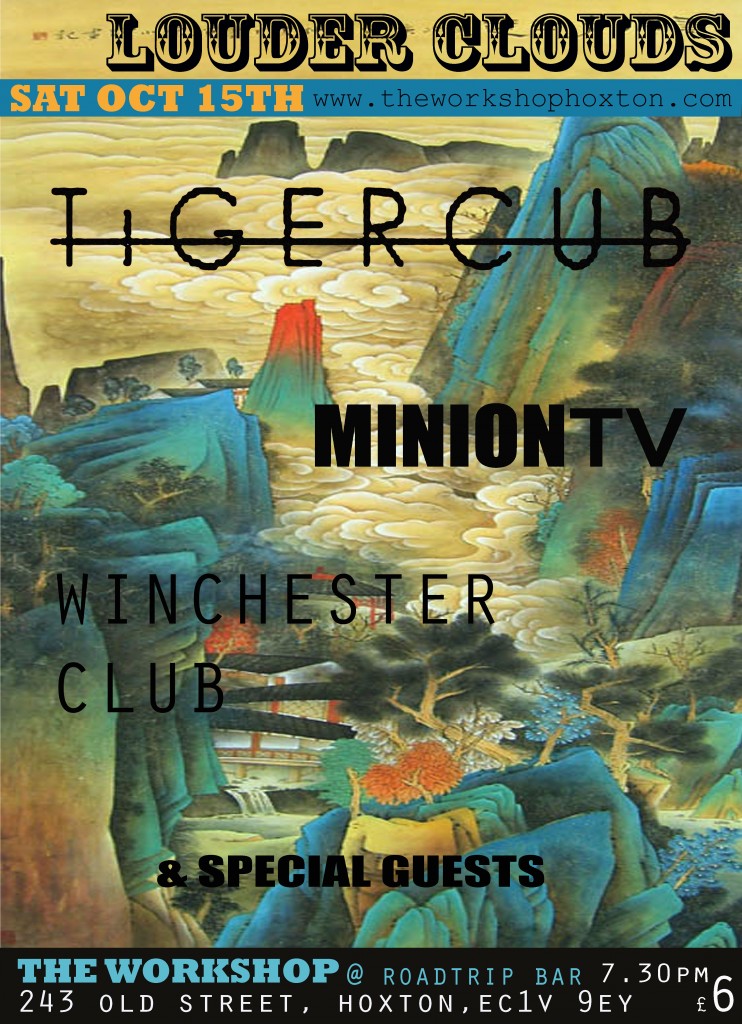 LOUDER CLOUDS
SAT OCT 15TH www.theworkshophoxton.com
TiGERCUB
MINIONTV
WINCHESTER
CLUB
& SPECIAL GUESTS
THE WORKSHOP @ ROADTRIP BAR 7.30PM
243 OLD STREET, HOXTON,EC1V 9EY £6